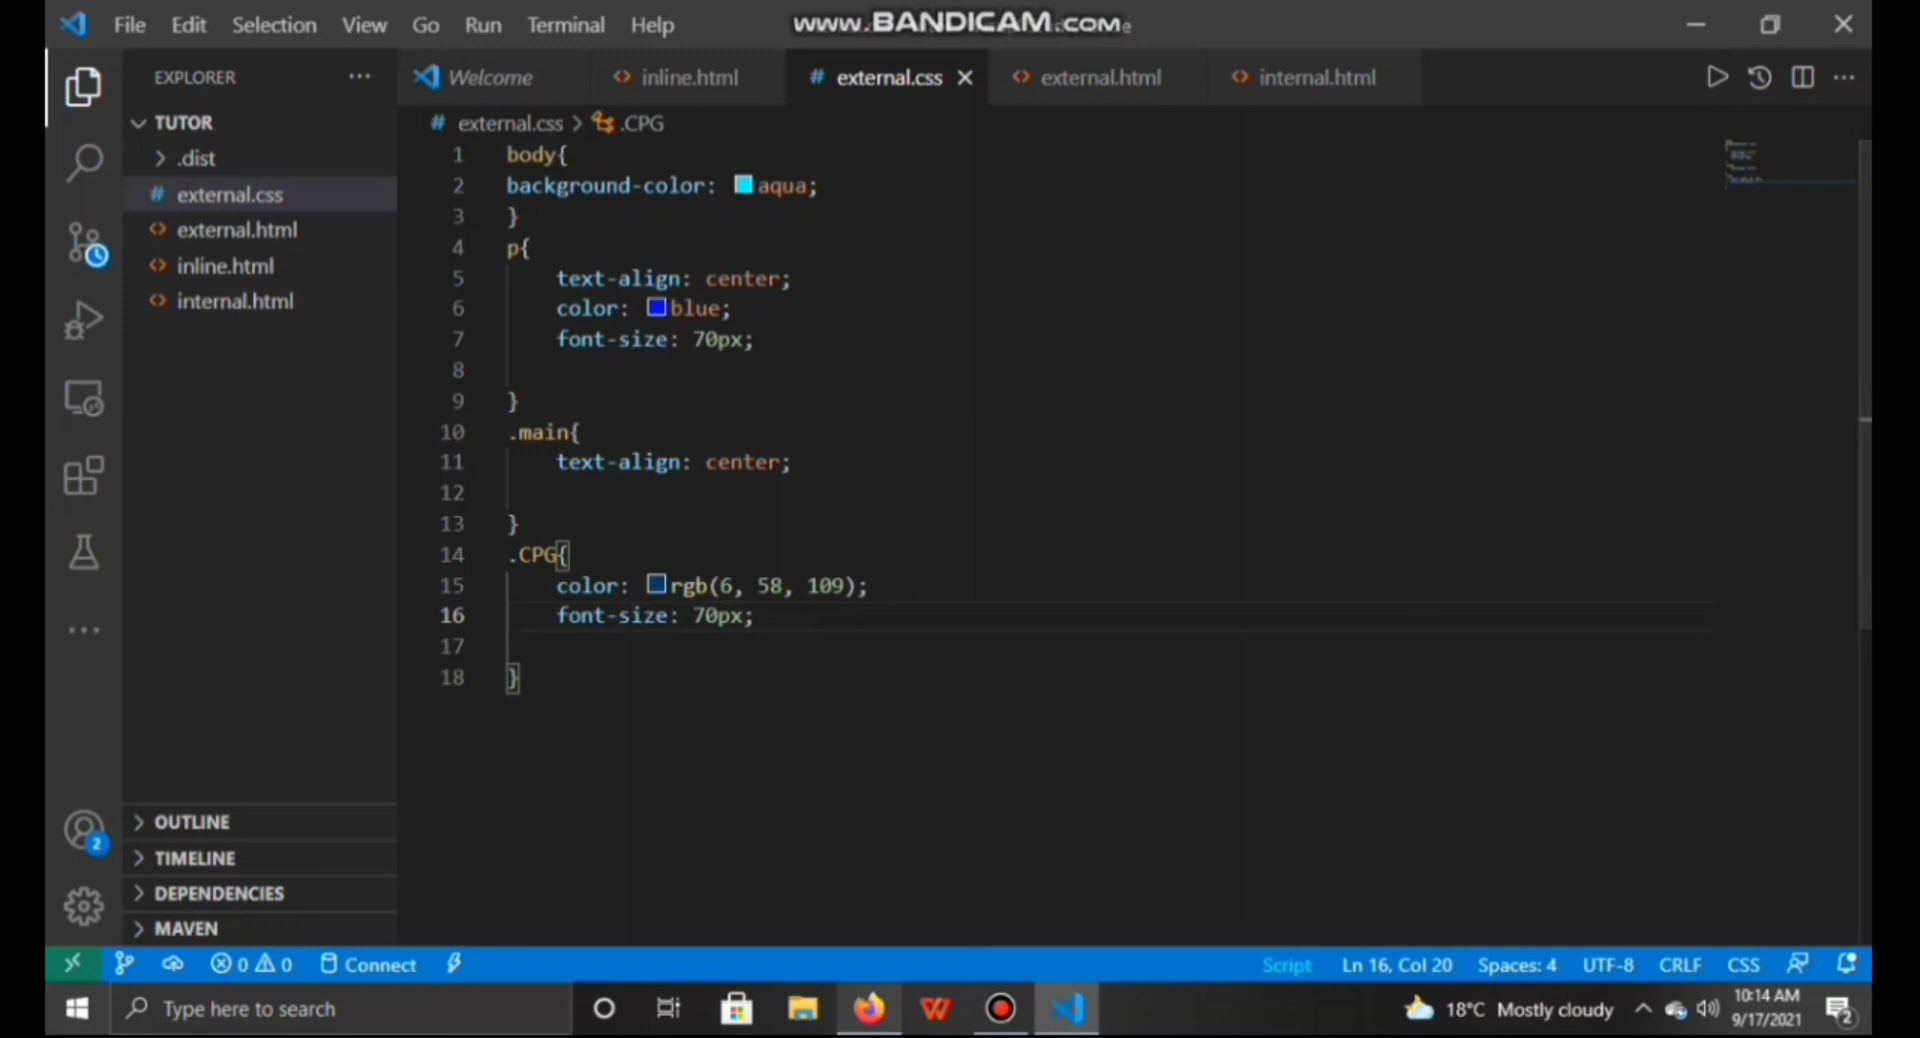 File Edit Selection View Go Run Terminal Help www.BANDICAM.com
EXPLORER
Welcome inline.html # external.css external.html internal.html
TUTOR
.dist
# external.css
external.html
inline.html
internal.html
# external.css > .CPG
1 body{
2 background-color: aqua;
3 }
4 p{
5 text-align: center;
6 color: blue;
7 font-size: 70px;
8
9 }
10 .main{
11 text-align: center;
12
13 }
14 .CPG{
15 color: rgb(6, 58, 109);
16 font-size: 70px;
17
18 }
2
OUTLINE
TIMELINE
DEPENDENCIES
MAVEN
0 0 Connect Script Ln 16, Col 20 Spaces: 4 UTF-8 CRLF CSS
Type here to search 18°C Mostly cloudy 10:14 AM
9/17/2021
2